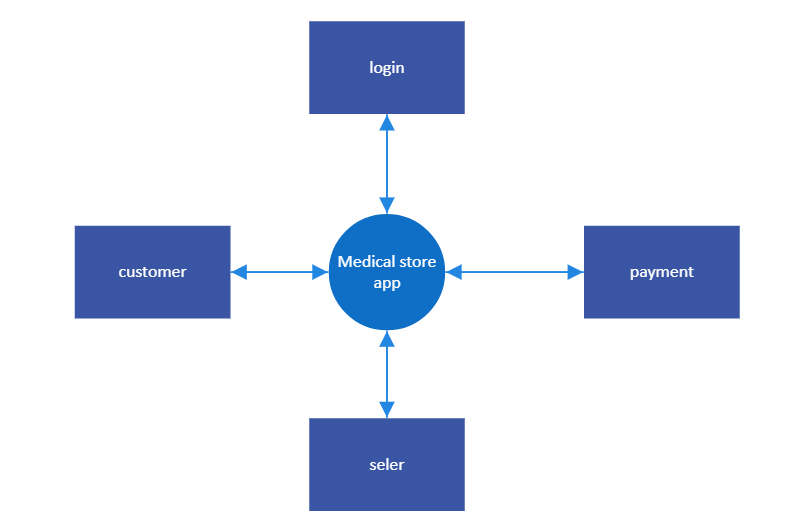 login
customer
Medical store
app
payment
seler